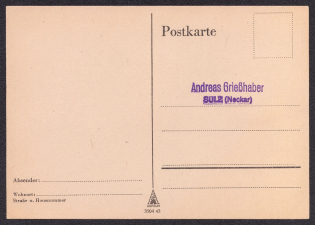 Postkarte
Andreas Grießhaber
SULZ (Neckar)
Absender:
Wohnort:
Straße u. Hausnummer